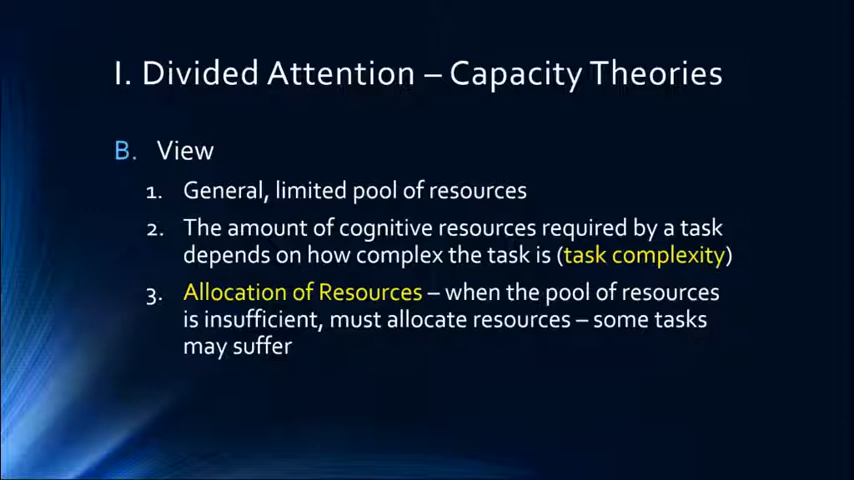 I. Divided Attention – Capacity Theories
B. View
1. General, limited pool of resources
2. The amount of cognitive resources required by a task
depends on how complex the task is (task complexity)
3. Allocation of Resources – when the pool of resources
is insufficient, must allocate resources – some tasks
may suffer